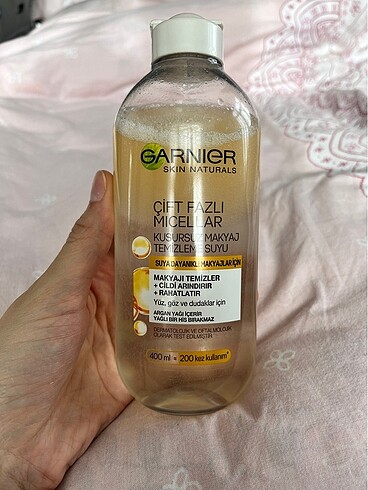 GARNIER
SKIN NATURALS
ÇİFT FAZLI
MICELLAR
KUSURSUZ MAKYAJ
TEMİZLEME SUYU
SUYA DAYANIKLI MAKYAJLAR İÇİN
MAKYAJI TEMİZLER
+ CİLDİ ARINDIRIR
+ RAHATLATIR
Yüz, göz ve dudaklar için
ARGAN YAĞI İÇERİR
YAĞLI BİR HİS BIRAKMAZ
DERMATOLOJİK VE OFTALMOLOJİK
OLARAK TEST EDİLMİŞTİR.
400 ml = 200 kez kullanım*